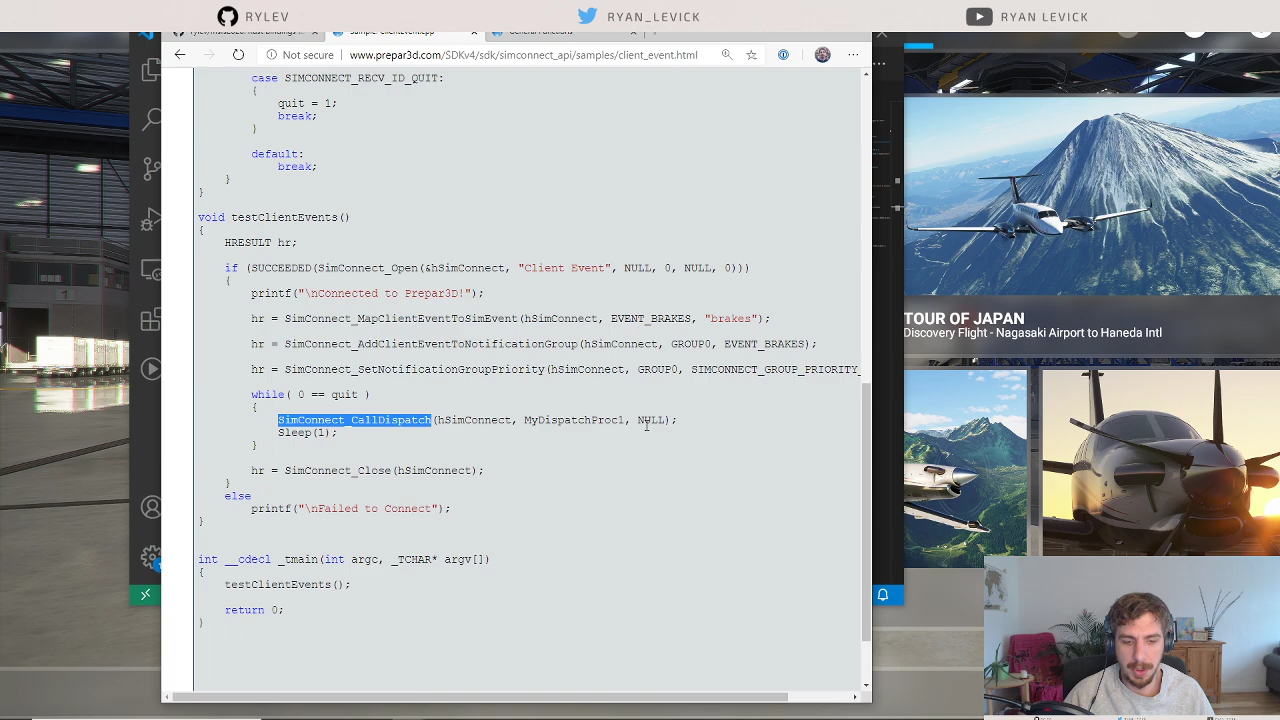 RYLEV
RYAN_LEVICK
RYAN LEVICK
Not secure
www.prepar3d.com/SDKv4/sdk/simconnect_api/samples/client_event.html
case SIMCONNECT_RECV_ID_QUIT:
{
quit = 1;
break;
}
default:
break;
}
}
void testClientEvents()
{
HRESULT hr;
if (SUCCEEDED(SimConnect_Open(&hSimConnect, "Client Event", NULL, 0, NULL, 0)))
{
printf("\nConnected to Prepar3D!");
hr = SimConnect_MapClientEventToSimEvent(hSimConnect, EVENT_BRAKES, "brakes");
hr = SimConnect_AddClientEventToNotificationGroup(hSimConnect, GROUP0, EVENT_BRAKES);
hr = SimConnect_SetNotificationGroupPriority(hSimConnect, GROUP0, SIMCONNECT_GROUP_PRIORITY_
while( 0 == quit )
{
SimConnect_CallDispatch(hSimConnect, MyDispatchProc1, NULL);
Sleep(1);
}
hr = SimConnect_Close(hSimConnect);
}
else
printf("\nFailed to Connect");
}
int __cdecl _tmain(int argc, _TCHAR* argv[])
{
testClientEvents();
return 0;
}
TOUR OF JAPAN
Discovery Flight - Nagasaki Airport to Haneda Intl